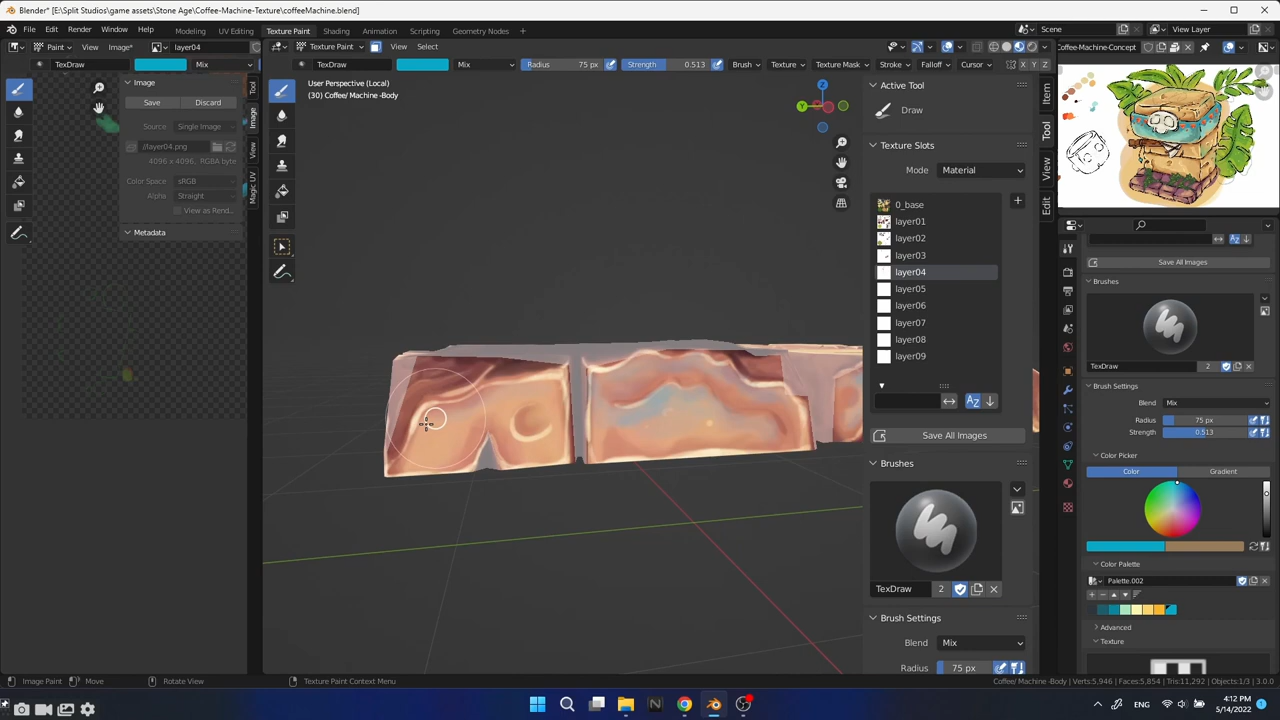 Blender* [E:\Split Studios\game assets\Stone Age\Coffee-Machine-Texture\coffeeMachine.blend]
File Edit Render Window Help Modeling UV Editing Texture Paint Shading Animation Scripting Geometry Nodes + Scene View Layer
Paint View Image* layer04 Texture Paint View Select Coffee-Machine-Concept
TexDraw Mix TexDraw Mix Radius 75 px Strength 0.513 Brush Texture Texture Mask Stroke Falloff Cursor X Y Z
Image
Save Discard
Source Single Image
//layer04.png
4096 x 4096, RGBA byte
Color Space sRGB
Alpha Straight
View as Rend...
Metadata
Tool
Image
View
Magic UV
User Perspective (Local)
(30) Coffee/ Machine -Body
Z
Y
Active Tool
Draw
Texture Slots
Mode Material
0_base
layer01
layer02
layer03
layer04
layer05
layer06
layer07
layer08
layer09
Save All Images
Brushes
TexDraw 2
Brush Settings
Blend Mix
Radius 75 px
Item
Tool
View
Edit
Save All Images
Brushes
TexDraw 2
Brush Settings
Blend Mix
Radius 75 px
Strength 0.513
Color Picker
Color Gradient
Color Palette
Palette.002
Advanced
Texture
Image Paint Move Rotate View Texture Paint Context Menu Coffee/ Machine -Body Verts:5,946 Faces:5,854 Tris:11,292 Objects:1/3 3.0.0
ENG 4:12 PM
5/14/2022